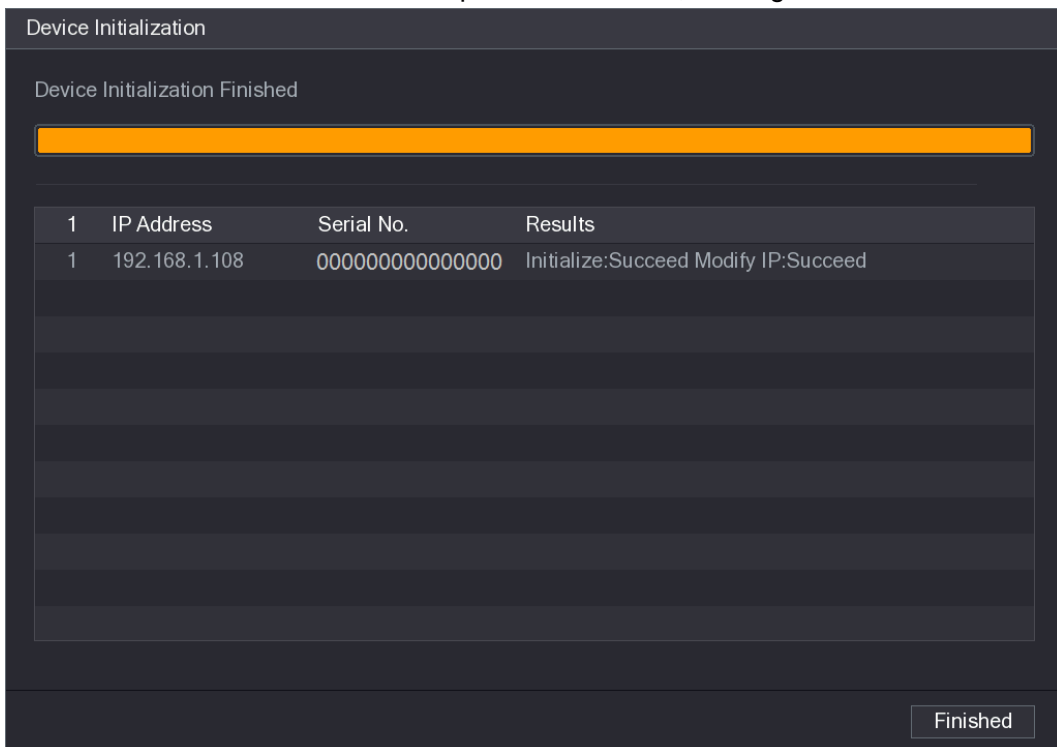 Device Initialization
Device Initialization Finished
1 IP Address Serial No. Results
1 192.168.1.108 000000000000000 Initialize:Succeed Modify IP:Succeed
Finished